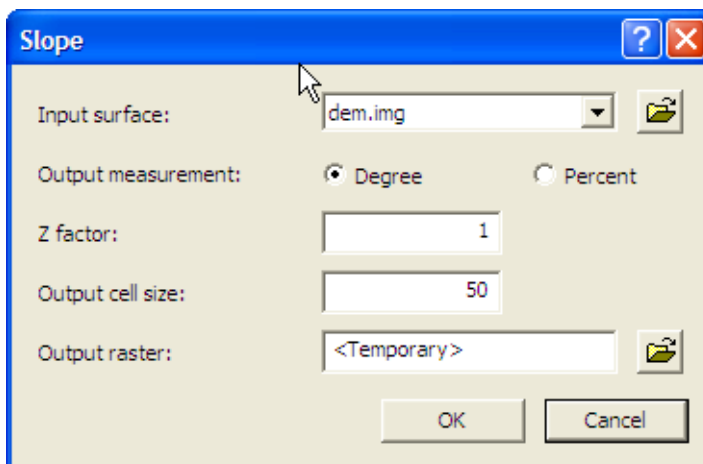 Slope
Input surface: dem.img
Output measurement: Degree Percent
Z factor: 1
Output cell size: 50
Output raster: <Temporary>
OK Cancel